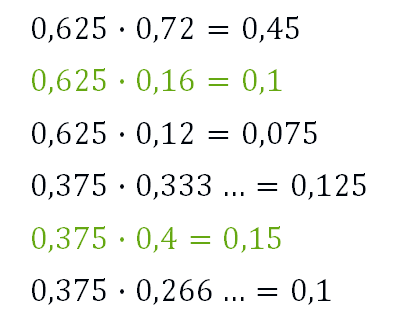 0,625 · 0,72 = 0,45
0,625 · 0,16 = 0,1
0,625 · 0,12 = 0,075
0,375 · 0,333 ... = 0,125
0,375 · 0,4 = 0,15
0,375 · 0,266 ... = 0,1